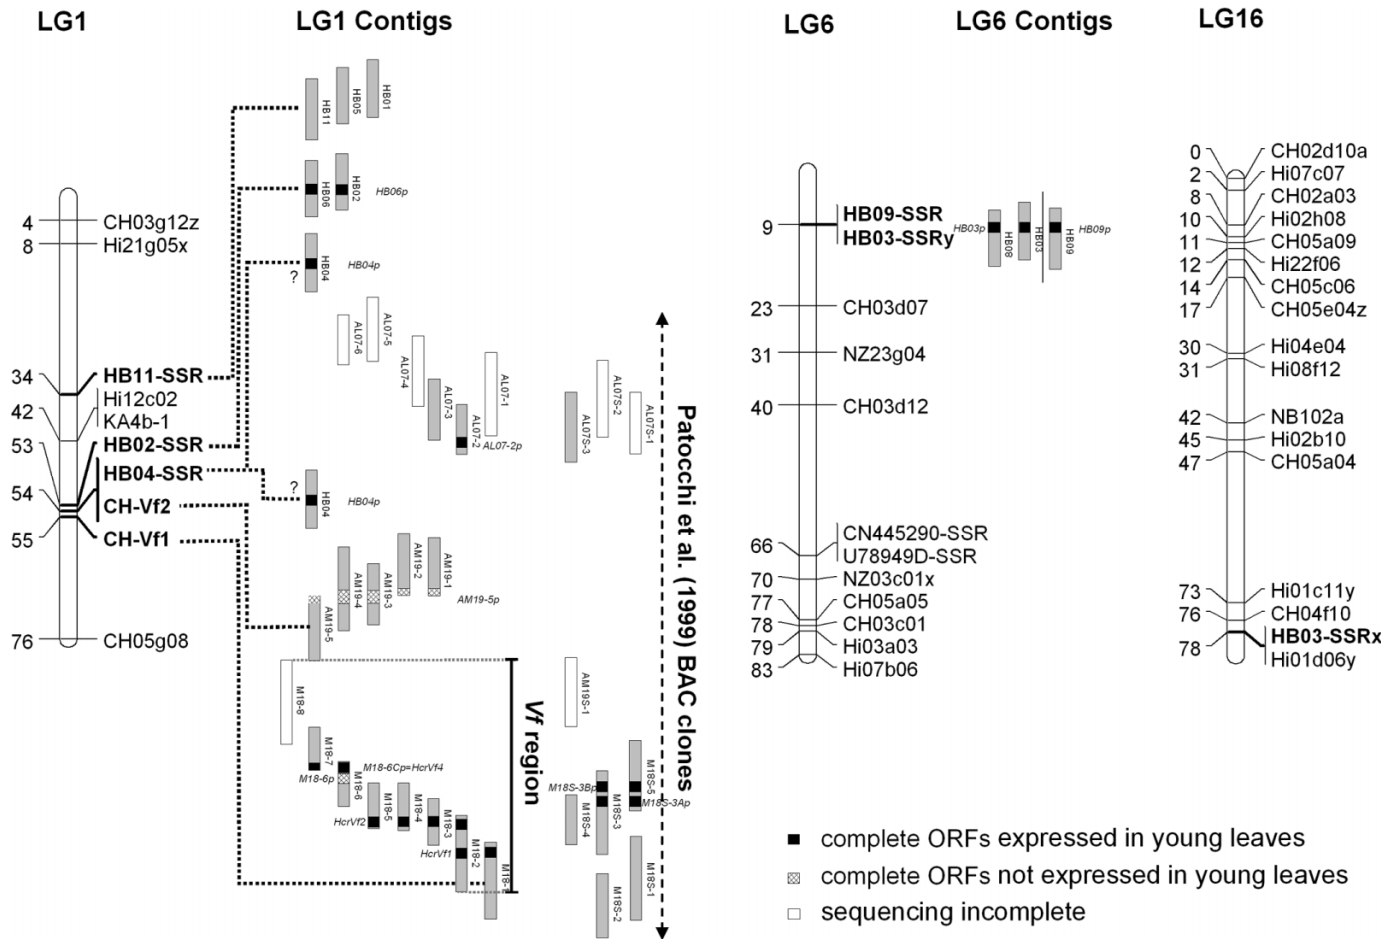 LG1
LG1 Contigs
LG6
LG6 Contigs
LG16
4
CH03g12z
8
Hi21g05x
34
HB11-SSR
Hi12c02
42
KA4b-1
53
HB02-SSR
HB04-SSR
54
CH-Vf2
55
CH-Vf1
76
CH05g08
HB11
HB05
HB01
HB06
HB02
HB06p
HB04
HB04p
?
AL07-6
AL07-5
AL07-4
AL07-3
AL07-2
AL07-1
AL07-2p
AL07S-3
AL07S-2
AL07S-1
?
HB04
HB04p
AM19-5
AM19-4
AM19-3
AM19-2
AM19-1
AM19-5p
M18-8
M18-7
M18-6p
M18-6Cp=HcrVf4
M18-6
M18-5
HcrVf2
M18-4
M18-3
HcrVf1
M18-2
M18-1
Vf region
AM19S-1
M18S-3Bp
M18S-5
M18S-3Ap
M18S-4
M18S-3
M18S-2
M18S-1
Patocchi et al. (1999) BAC clones
9
HB09-SSR
HB03-SSRy
HB03p
HB08
HB03
HB09
HB09p
23
CH03d07
31
NZ23g04
40
CH03d12
CN445290-SSR
66
U78949D-SSR
70
NZ03c01x
77
CH05a05
78
CH03c01
79
Hi03a03
83
Hi07b06
0
CH02d10a
2
Hi07c07
8
CH02a03
10
Hi02h08
11
CH05a09
12
Hi22f06
14
CH05c06
17
CH05e04z
30
Hi04e04
31
Hi08f12
42
NB102a
45
Hi02b10
47
CH05a04
73
Hi01c11y
76
CH04f10
HB03-SSRx
78
Hi01d06y
complete ORFs expressed in young leaves
complete ORFs not expressed in young leaves
sequencing incomplete